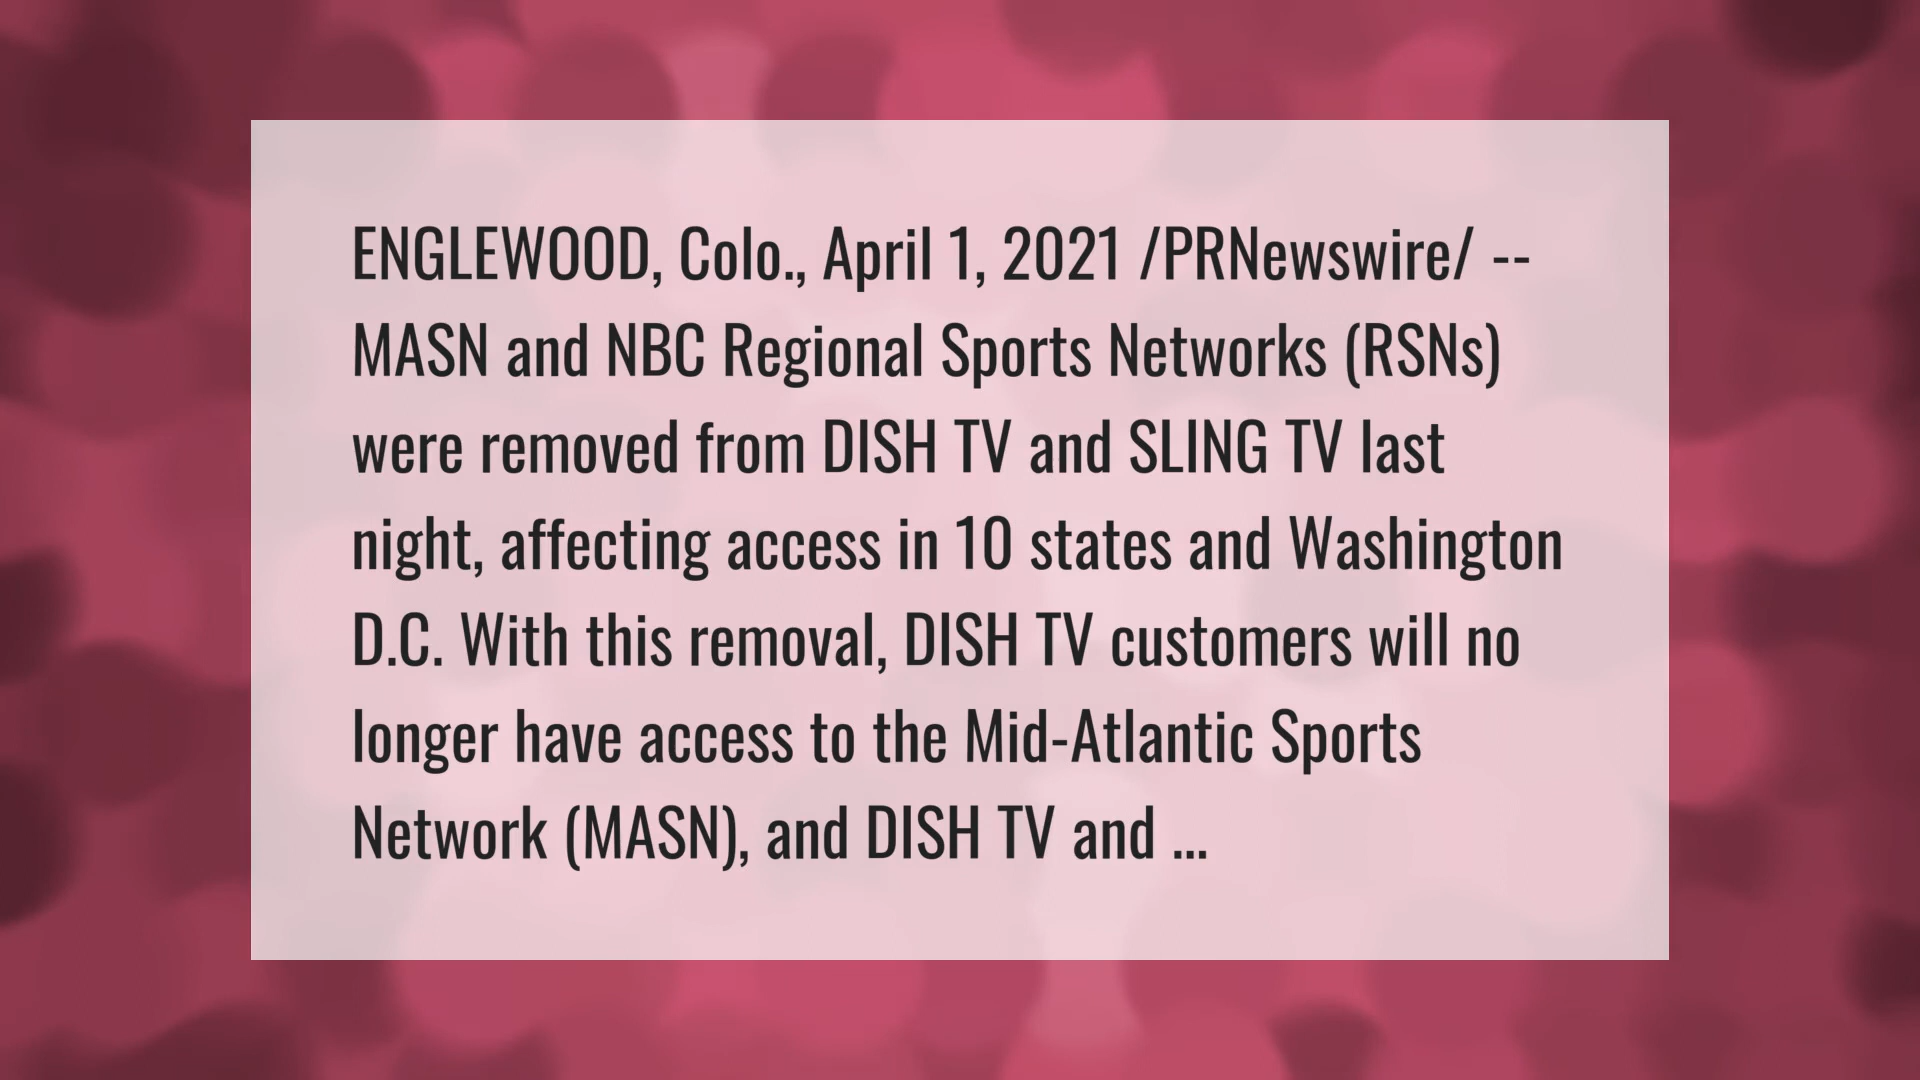 ENGLEWOOD, Colo., April 1, 2021 /PRNewswire/ --
MASN and NBC Regional Sports Networks (RSNs)
were removed from DISH TV and SLING TV last
night, affecting access in 10 states and Washington
D.C. With this removal, DISH TV customers will no
longer have access to the Mid-Atlantic Sports
Network (MASN), and DISH TV and ...